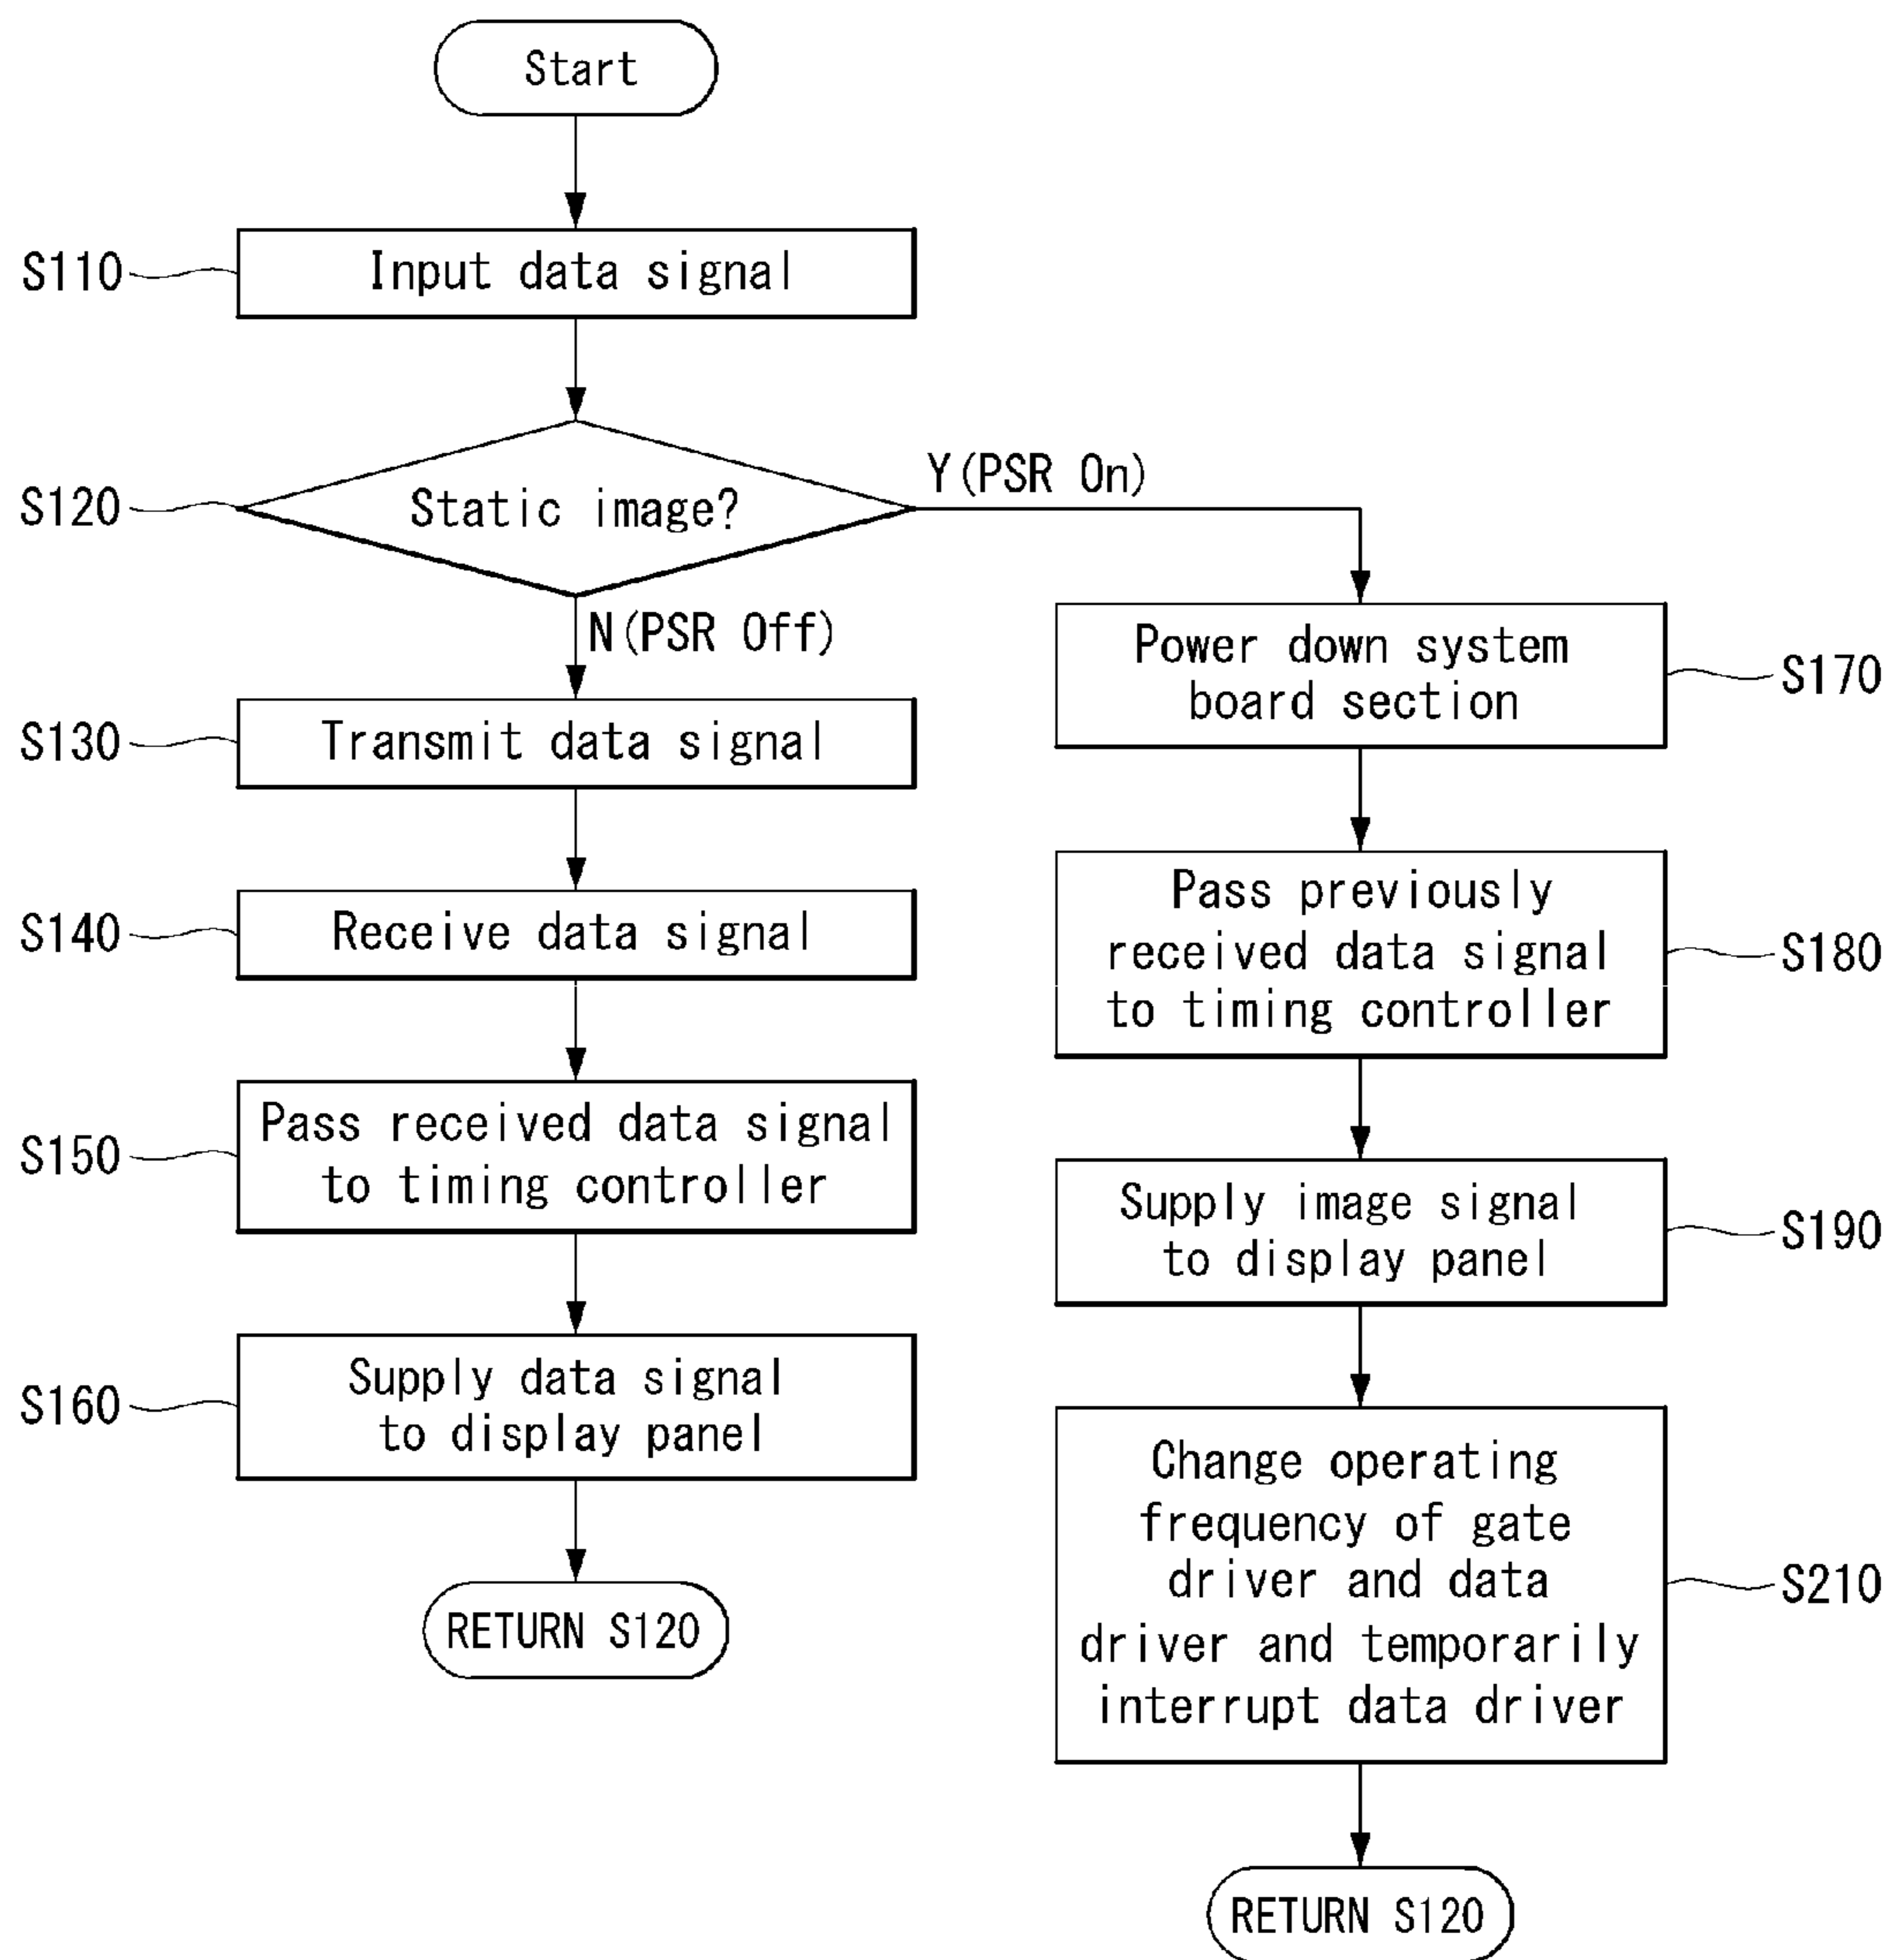 Start
S110
Input data signal
S120
Static image?
Y(PSR On)
N(PSR Off)
S130
Transmit data signal
S140
Receive data signal
S150
Pass received data signal
to timing controller
S160
Supply data signal
to display panel
RETURN S120
Power down system
board section
S170
Pass previously
received data signal
to timing controller
S180
Supply image signal
to display panel
S190
Change operating
frequency of gate
driver and data
driver and temporarily
interrupt data driver
S210
RETURN S120